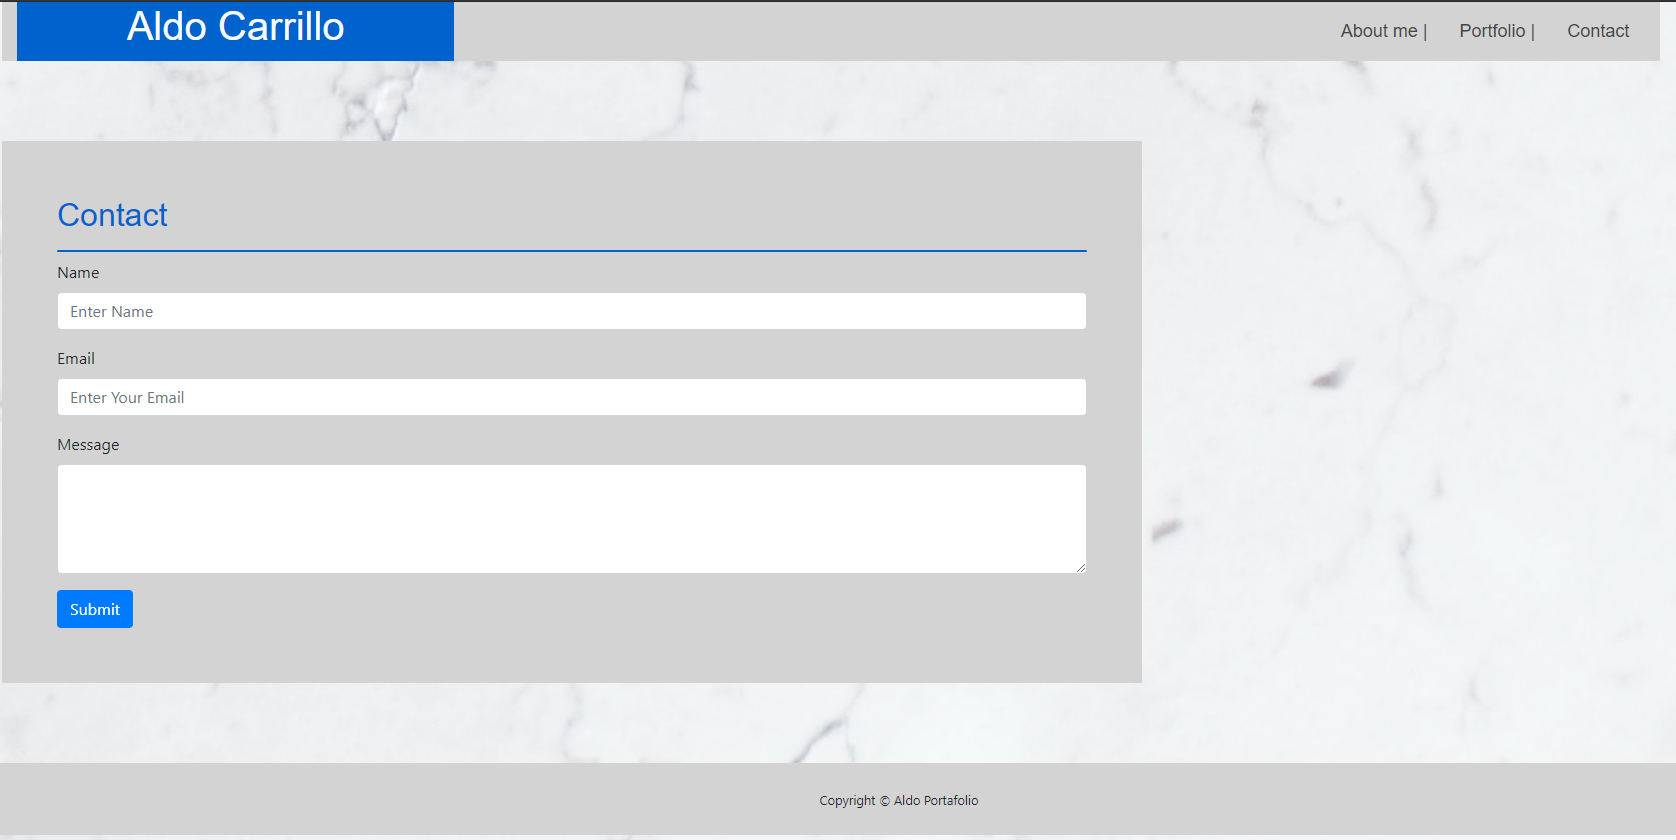 Aldo Carrillo
About me | Portfolio | Contact
Contact
Name
Enter Name
Email
Enter Your Email
Message
Submit
Copyright © Aldo Portafolio